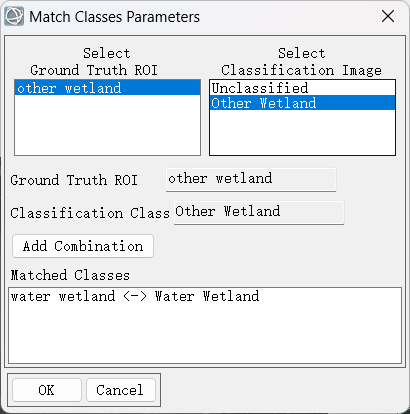 Match Classes Parameters
Select
Ground Truth ROI
Select
Classification Image
other wetland
Unclassified
Other Wetland
Ground Truth ROI other wetland
Classification Class Other Wetland
Add Combination
Matched Classes
water wetland <-> Water Wetland
OK Cancel